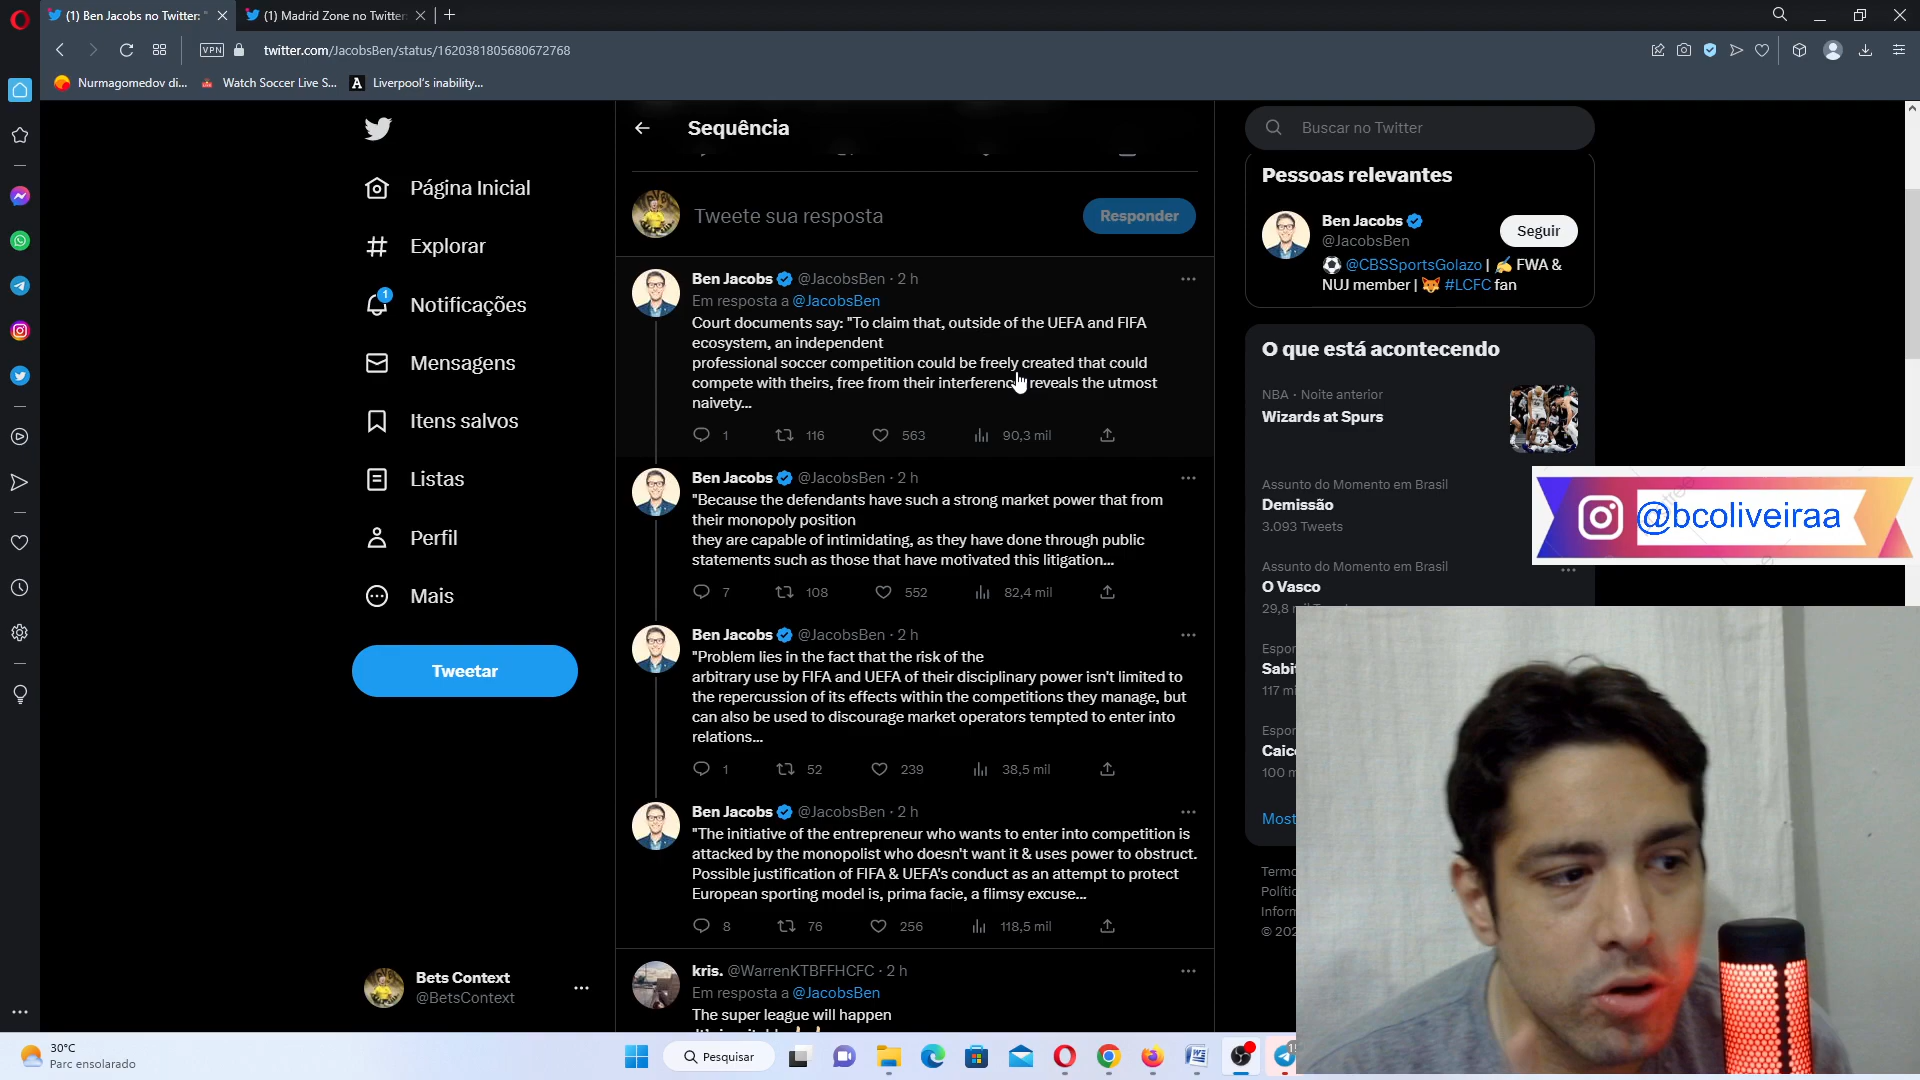 (1) Ben Jacobs no Twitter: "
(1) Madrid Zone no Twitter:
VPN
twitter.com/JacobsBen/status/1620381805680672768
Nurmagomedov di...
Watch Soccer Live S...
A
Liverpool's inability...
Página Inicial
Explorar
1
Notificações
Mensagens
Itens salvos
Listas
Perfil
Mais
Tweetar
Bets Context
@BetsContext
Sequência
Tweete sua resposta
Responder
Ben Jacobs @JacobsBen · 2 h
Em resposta a @JacobsBen
Court documents say: "To claim that, outside of the UEFA and FIFA
ecosystem, an independent
professional soccer competition could be freely created that could
compete with theirs, free from their interference reveals the utmost
naivety...
1 116 563 90,3 mil
Ben Jacobs @JacobsBen · 2 h
"Because the defendants have such a strong market power that from
their monopoly position
they are capable of intimidating, as they have done through public
statements such as those that have motivated this litigation...
7 108 552 82,4 mil
Ben Jacobs @JacobsBen · 2 h
"Problem lies in the fact that the risk of the
arbitrary use by FIFA and UEFA of their disciplinary power isn't limited to
the repercussion of its effects within the competitions they manage, but
can also be used to discourage market operators tempted to enter into
relations...
1 52 239 38,5 mil
Ben Jacobs @JacobsBen · 2 h
"The initiative of the entrepreneur who wants to enter into competition is
attacked by the monopolist who doesn't want it & uses power to obstruct.
Possible justification of FIFA & UEFA's conduct as an attempt to protect
European sporting model is, prima facie, a flimsy excuse...
8 76 256 118,5 mil
kris. @WarrenKTBFFHCFC · 2 h
Em resposta a @JacobsBen
The super league will happen
Buscar no Twitter
Pessoas relevantes
Ben Jacobs
@JacobsBen
Seguir
@CBSSportsGolazo | FWA &
NUJ member | #LCFC fan
O que está acontecendo
NBA · Noite anterior
Wizards at Spurs
Assunto do Momento em Brasil
Demissão
3.093 Tweets
@bcoliveiraa
Assunto do Momento em Brasil
O Vasco
29,8
Espor
Sabit
117 mi
Espor
Caic
100 m
Most
Termo
Polític
Inform
© 202
30°C
Parc ensolarado
Pesquisar